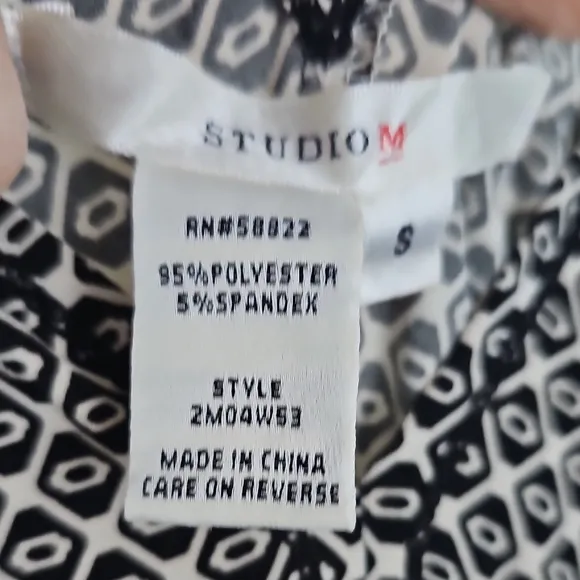 STUDIO M
RN#58822
S
95%POLYESTER
5%SPANDEX
STYLE
2M04W53
MADE IN CHINA
CARE ON REVERSE